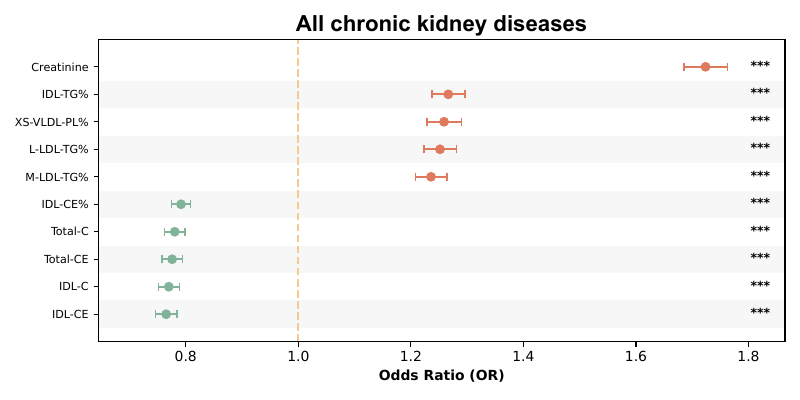 All chronic kidney diseases
Creatinine ***
IDL-TG% ***
XS-VLDL-PL% ***
L-LDL-TG% ***
M-LDL-TG% ***
IDL-CE% ***
Total-C ***
Total-CE ***
IDL-C ***
IDL-CE ***
0.8 1.0 1.2 1.4 1.6 1.8
Odds Ratio (OR)